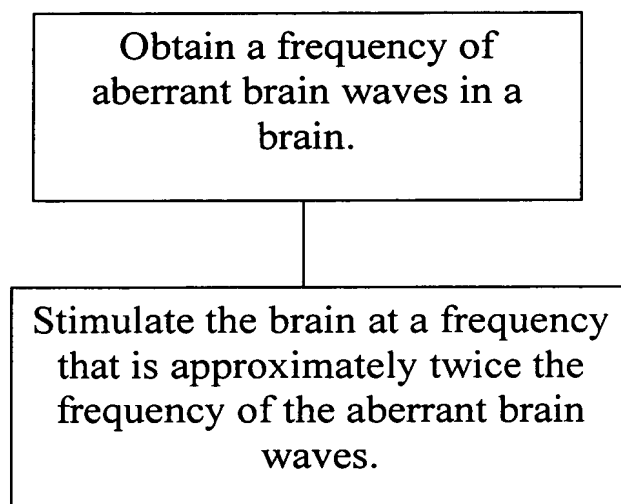 Obtain a frequency of
aberrant brain waves in a
brain.
Stimulate the brain at a frequency
that is approximately twice the
frequency of the aberrant brain
waves.